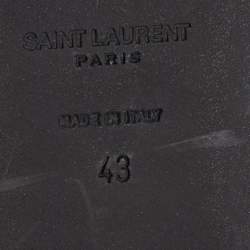 SAINT LAURENT
PARIS
MADE IN ITALY
43